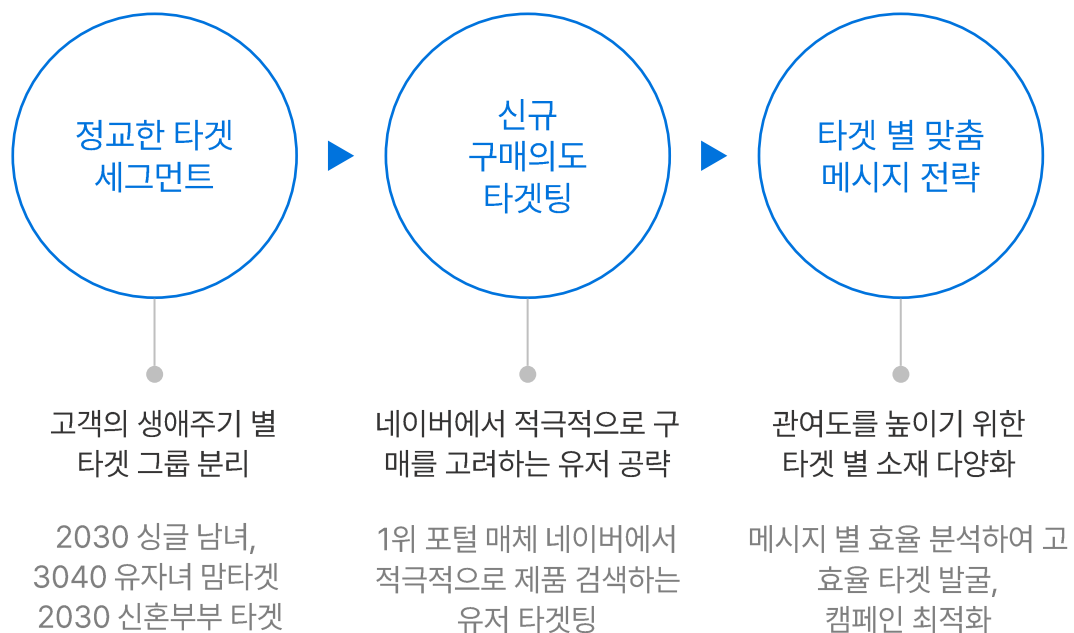 정교한 타겟
세그먼트
신규
구매의도
타겟팅
타겟 별 맞춤
메시지 전략
고객의 생애주기 별
타겟 그룹 분리
네이버에서 적극적으로 구
매를 고려하는 유저 공략
관여도를 높이기 위한
타겟 별 소재 다양화
2030 싱글 남녀,
3040 유자녀 맘타겟
2030 신혼부부 타겟
1위 포털 매체 네이버에서
적극적으로 제품 검색하는
유저 타겟팅
메시지 별 효율 분석하여 고
효율 타겟 발굴,
캠페인 최적화